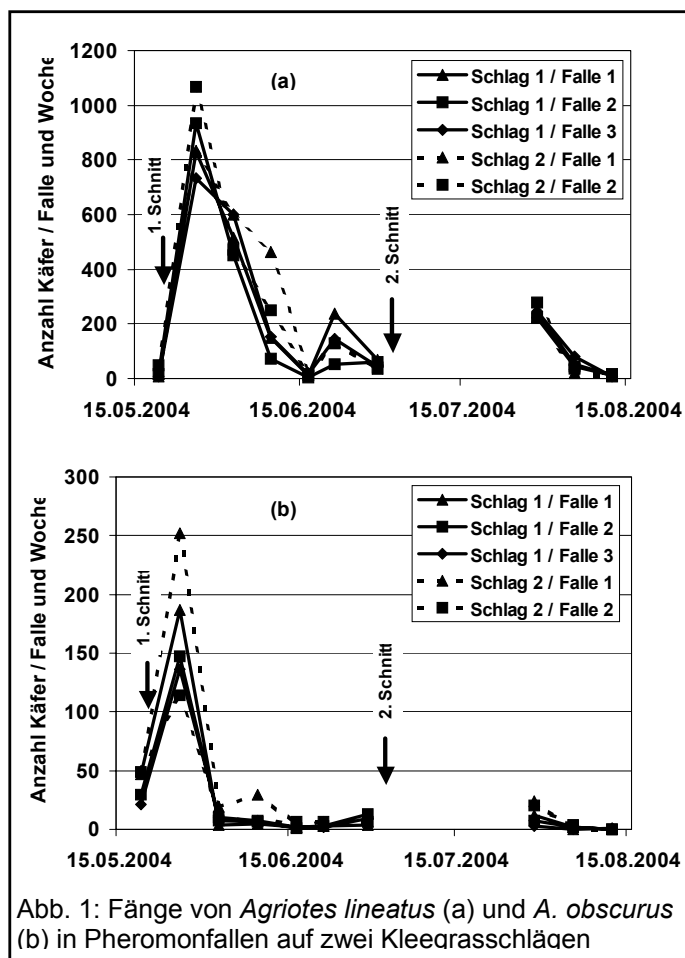 1200
1000
800
600
400
200
0
Anzahl Käfer / Falle und Woche
(a)
1. Schnitt
2. Schnitt
Schlag 1 / Falle 1
Schlag 1 / Falle 2
Schlag 1 / Falle 3
Schlag 2 / Falle 1
Schlag 2 / Falle 2
15.05.2004 15.06.2004 15.07.2004 15.08.2004
300
250
200
150
100
50
0
Anzahl Käfer / Falle und Woche
(b)
1. Schnitt
2. Schnitt
Schlag 1 / Falle 1
Schlag 1 / Falle 2
Schlag 1 / Falle 3
Schlag 2 / Falle 1
Schlag 2 / Falle 2
15.05.2004 15.06.2004 15.07.2004 15.08.2004
Abb. 1: Fänge von Agriotes lineatus (a) und A. obscurus
(b) in Pheromonfallen auf zwei Kleegrasschlägen